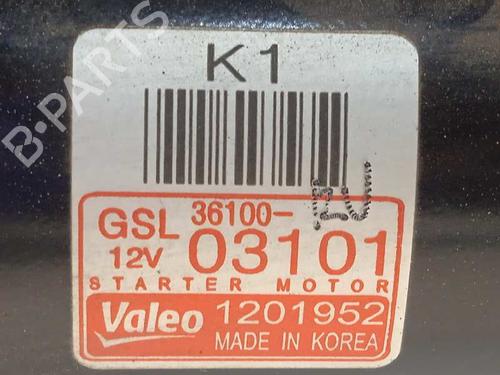 K1
GSL 36100-
12V 03101
STARTER MOTOR
Valeo 1201952
MADE IN KOREA
B-PARTS